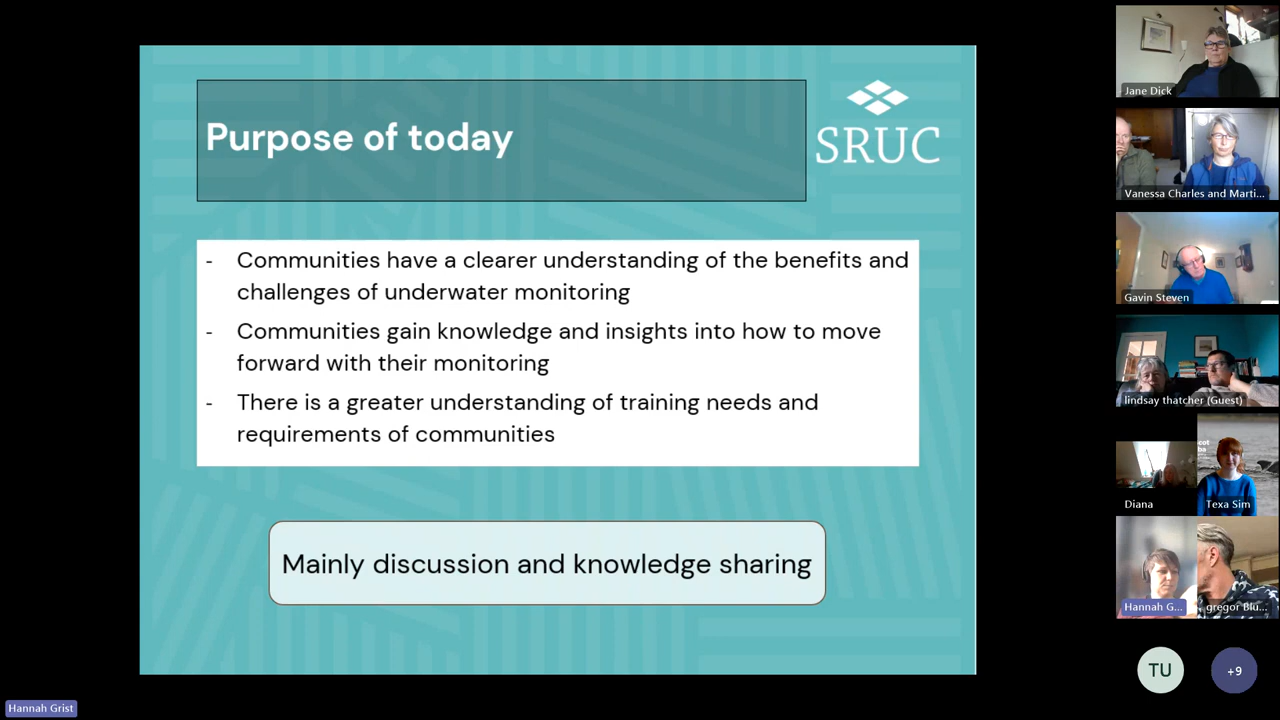 Purpose of today
SRUC
- Communities have a clearer understanding of the benefits and
challenges of underwater monitoring
- Communities gain knowledge and insights into how to move
forward with their monitoring
- There is a greater understanding of training needs and
requirements of communities
Mainly discussion and knowledge sharing
Jane Dick
Vanessa Charles and Marti...
Gavin Steven
lindsay thatcher (Guest)
Diana
Texa Sim
Hannah G...
gregor Blu...
TU
+9
Hannah Grist